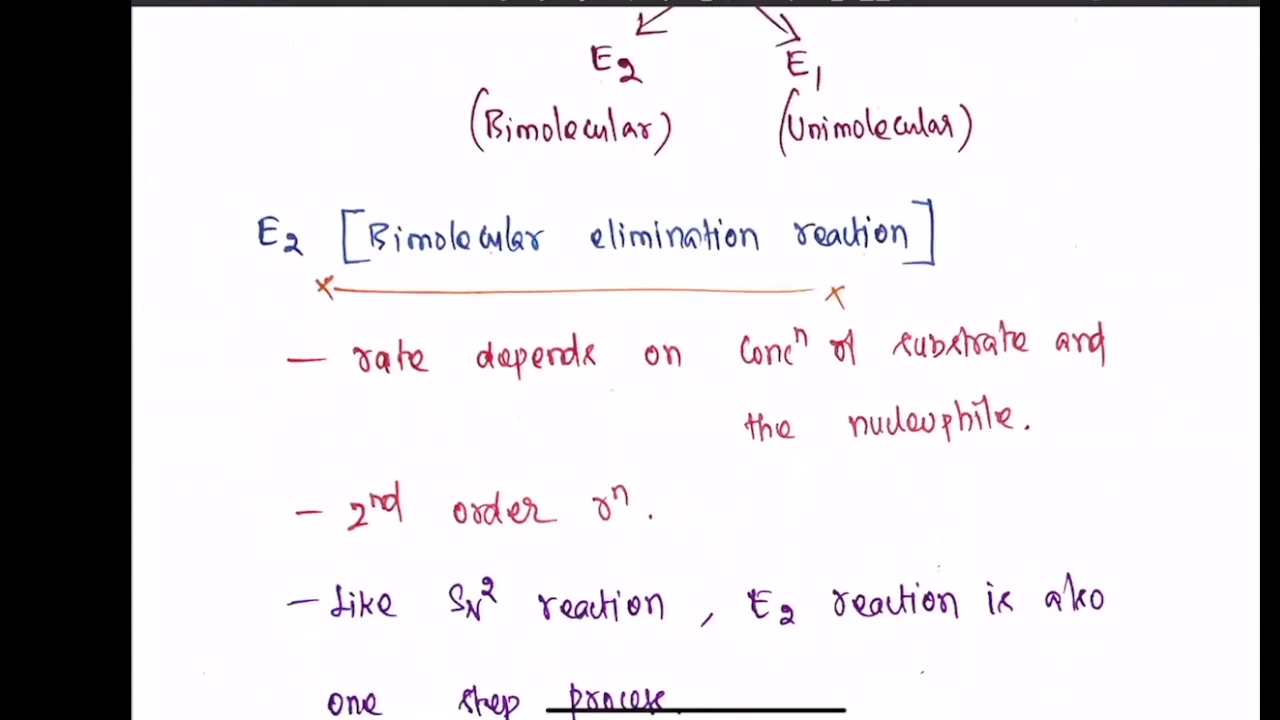 E2 E1
(Bimolecular) (Unimolecular)
E2 [Bimolecular elimination reaction]
— rate depends on Concⁿ of substrate and
the nucleophile.
- 2nd order rⁿ.
- Like SN2 reaction, E2 reaction is also
one step process.